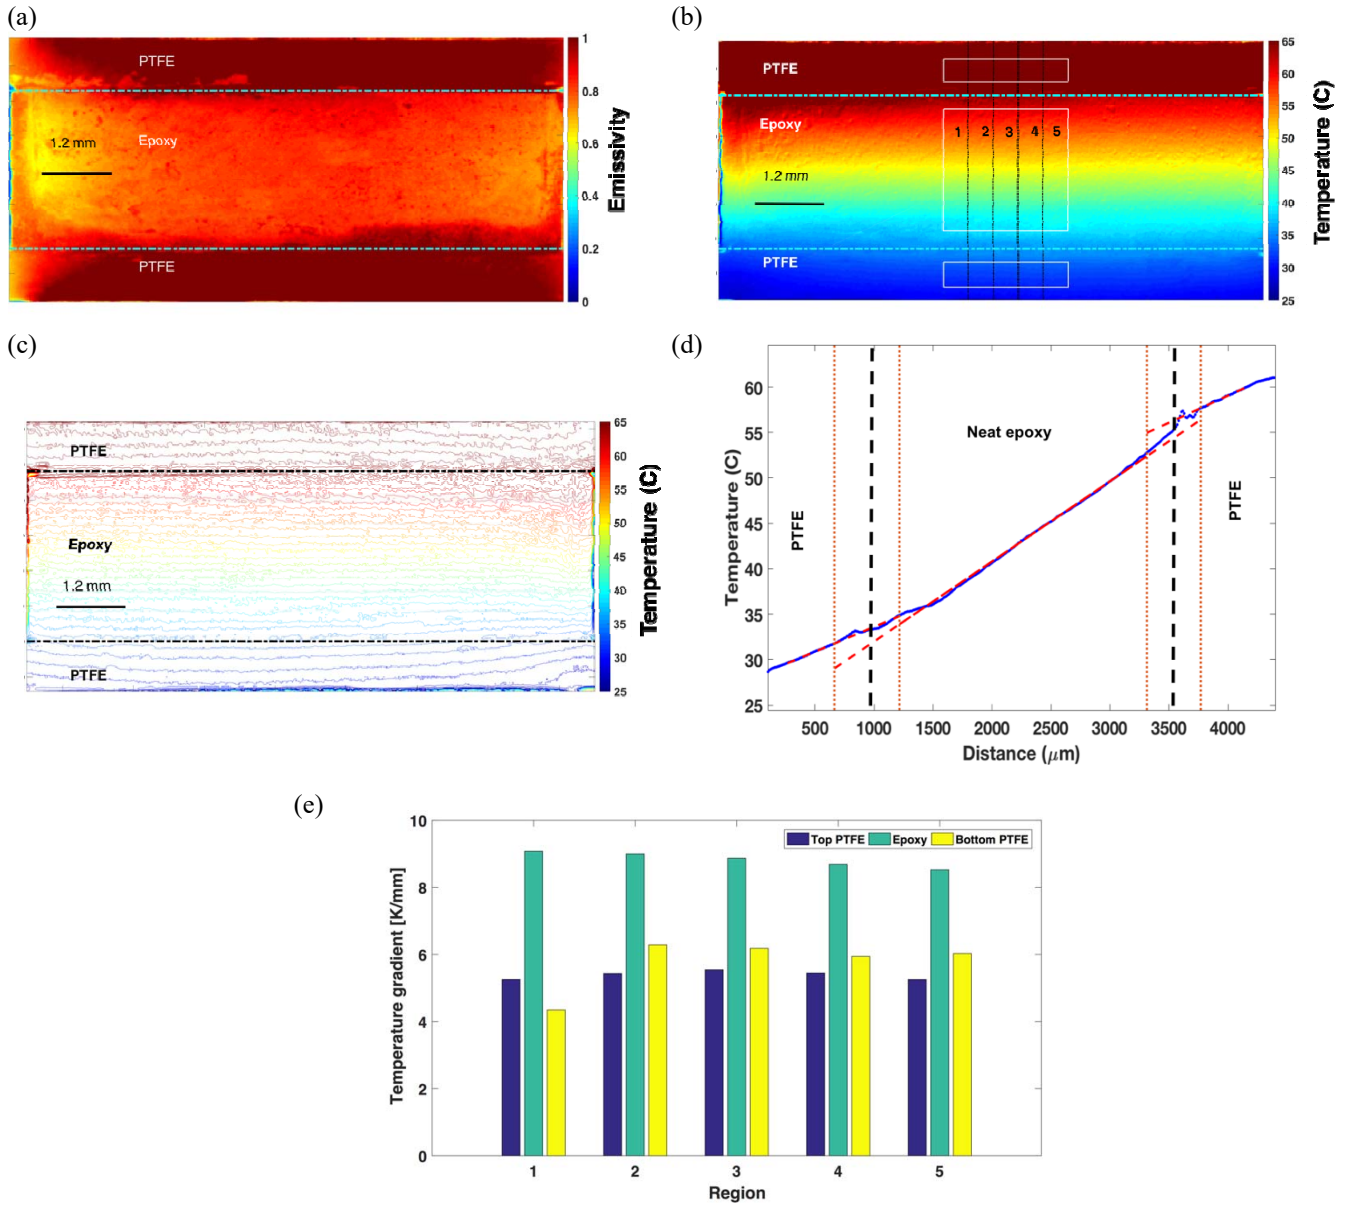 (a)
PTFE
Epoxy
1.2 mm
PTFE
1
0.8
0.6
0.4
0.2
0
Emissivity
(b)
PTFE
Epoxy
1 2 3 4 5
1.2 mm
PTFE
65
60
55
50
45
40
35
30
25
Temperature (C)
(c)
PTFE
Epoxy
1.2 mm
PTFE
65
60
55
50
45
40
35
30
25
Temperature (C)
(d)
60
55
50
45
40
35
30
25
Temperature (C)
Neat epoxy
PTFE
PTFE
500 1000 1500 2000 2500 3000 3500 4000
Distance (μm)
(e)
10
8
6
4
2
0
Temperature gradient [K/mm]
Top PTFE Epoxy Bottom PTFE
1 2 3 4 5
Region